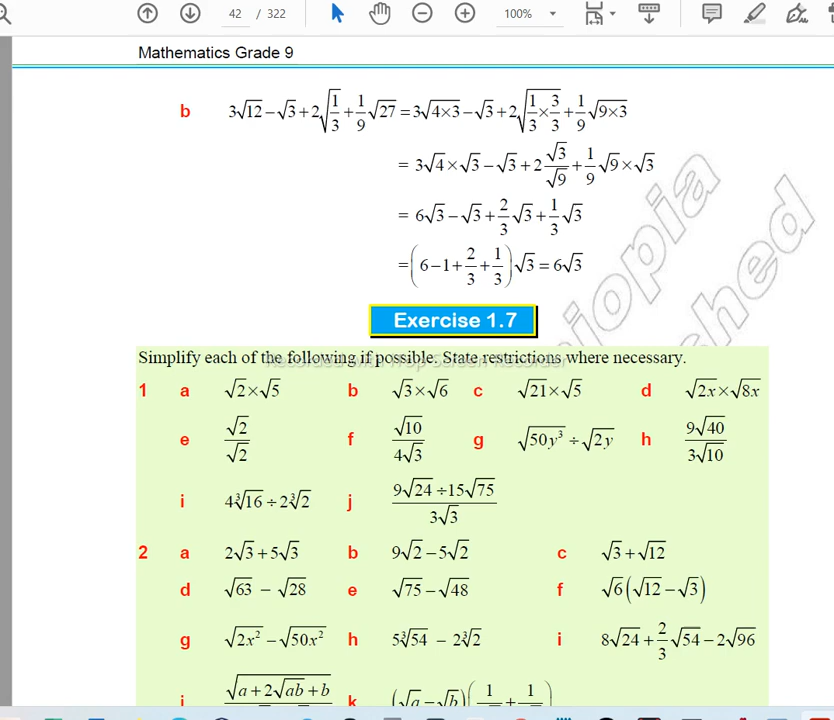 42 / 322 100%
Mathematics Grade 9
b 3√12 − √3 + 2√(1/3) + 1/9 √27 = 3√(4×3) − √3 + 2√(1/3 × 3/3) + 1/9 √(9×3)
= 3√4 × √3 − √3 + 2 √3/√9 + 1/9 √9 × √3
= 6√3 − √3 + 2/3 √3 + 1/3 √3
= (6 − 1 + 2/3 + 1/3) √3 = 6√3
Exercise 1.7
Simplify each of the following if possible. State restrictions where necessary.
1 a √2 × √5 b √3 × √6 c √21 × √5 d √2x × √8x
e √2/√2 f √10/4√3 g √50y³ ÷ √2y h 9√40/3√10
i 4∛16 ÷ 2∛2 j (9√24 ÷ 15√75)/3√3
2 a 2√3 + 5√3 b 9√2 − 5√2 c √3 + √12
d √63 − √28 e √75 − √48 f √6(√12 − √3)
g √2x² − √50x² h 5∛54 − 2∛2 i 8√24 + 2/3 √54 − 2√96
j √(a + 2√ab + b) k (√a − √b)(1 + 1)